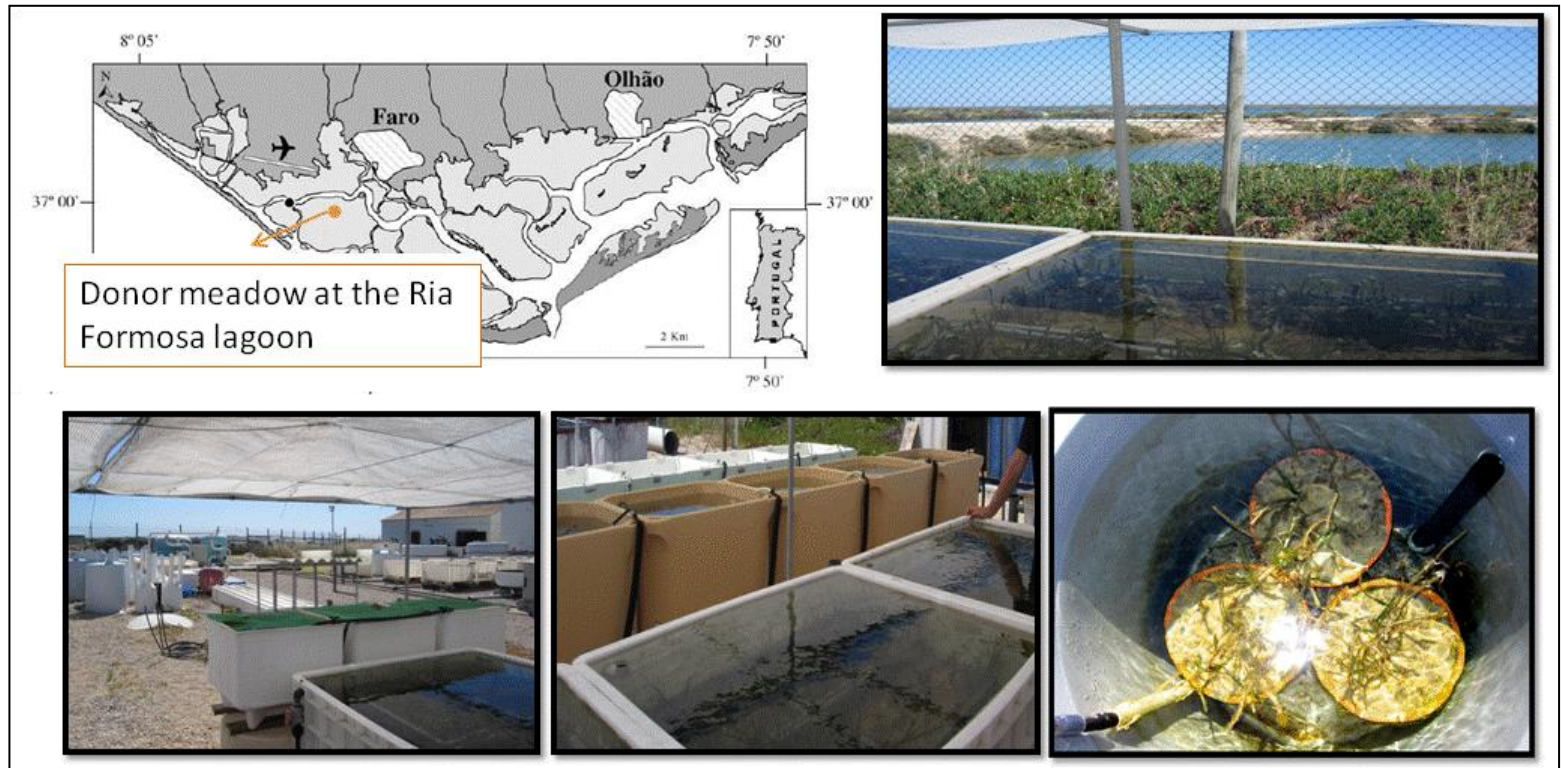 8° 05'
7° 50'
N
Olhão
Faro
37° 00'
37° 00'
Donor meadow at the Ria
Formosa lagoon
PORTUGAL
2 Km
7° 50'